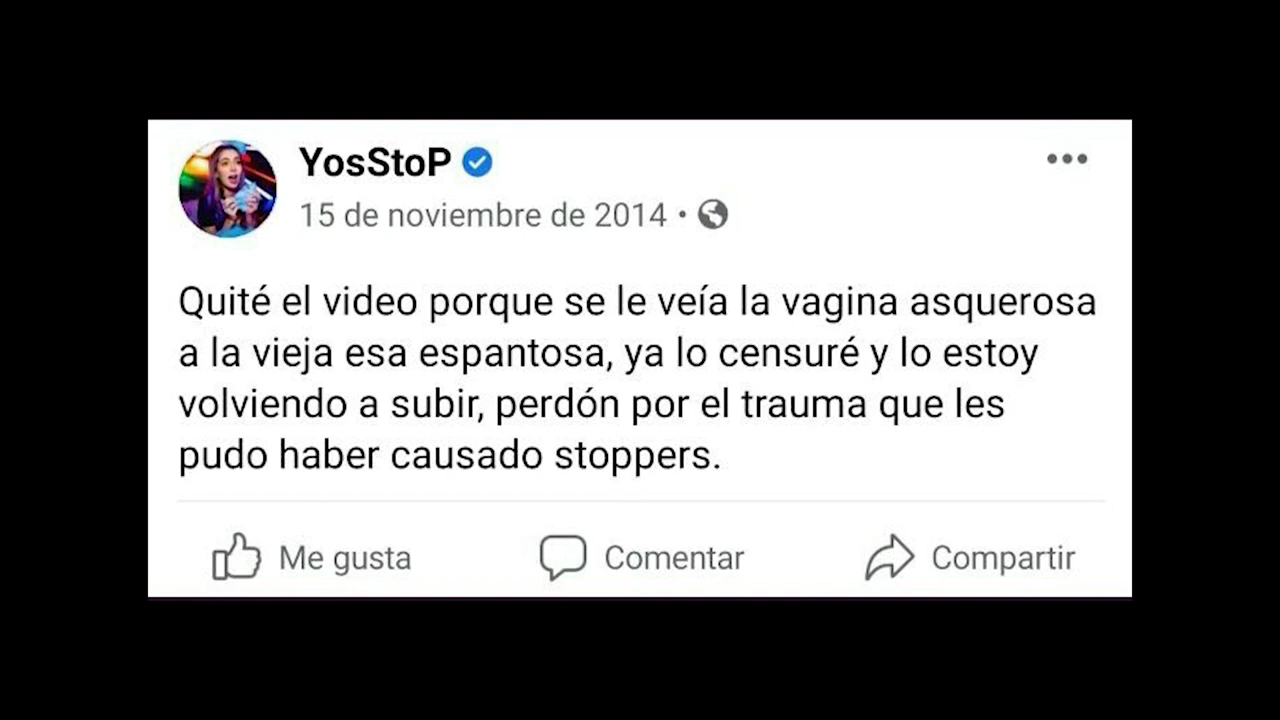 YosStoP
15 de noviembre de 2014 •
Quité el video porque se le veía la vagina asquerosa
a la vieja esa espantosa, ya lo censuré y lo estoy
volviendo a subir, perdón por el trauma que les
pudo haber causado stoppers.
Me gusta
Comentar
Compartir